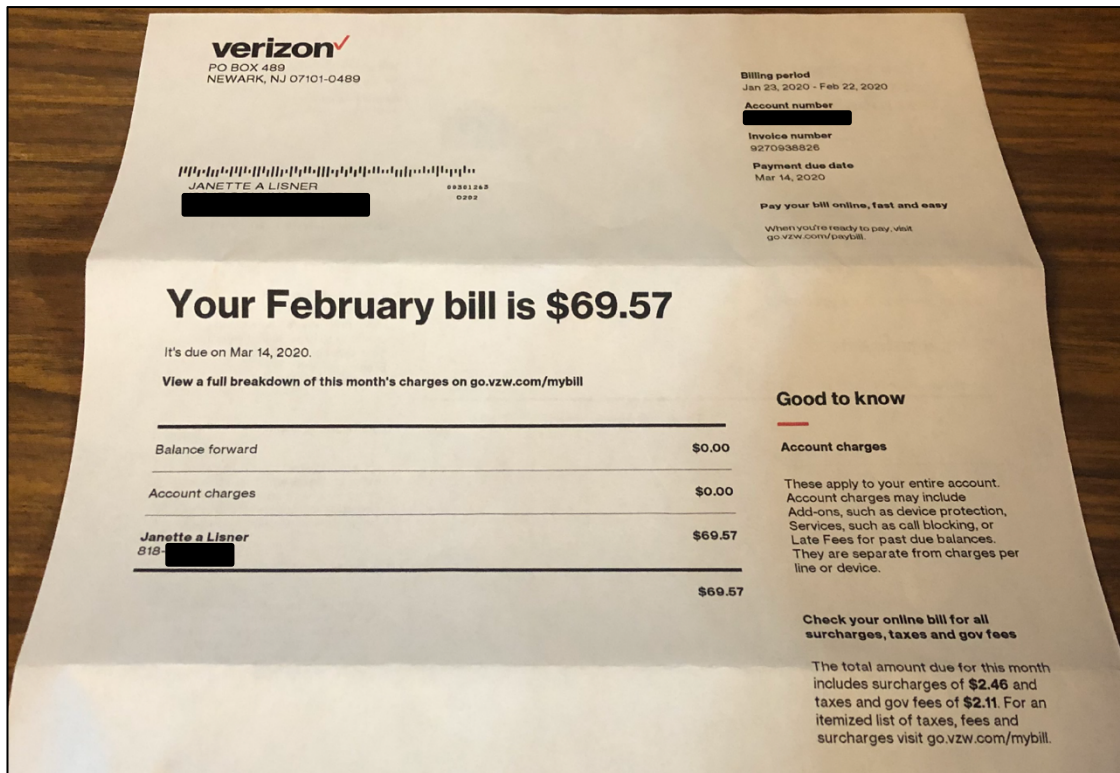 verizon
PO BOX 489
NEWARK, NJ 07101-0489
Billing period
Jan 23, 2020 - Feb 22, 2020
Account number
Invoice number
9270938826
Payment due date
Mar 14, 2020
Pay your bill online, fast and easy
When you're ready to pay, visit
go.vzw.com/paybill.
JANETTE A LISNER
00301265
0202
Your February bill is $69.57
It's due on Mar 14, 2020.
View a full breakdown of this month's charges on go.vzw.com/mybill
Balance forward $0.00
Account charges $0.00
Janette a Lisner $69.57
818-
$69.57
Good to know
Account charges
These apply to your entire account.
Account charges may include
Add-ons, such as device protection,
Services, such as call blocking, or
Late Fees for past due balances.
They are separate from charges per
line or device.
Check your online bill for all
surcharges, taxes and gov fees
The total amount due for this month
includes surcharges of $2.46 and
taxes and gov fees of $2.11. For an
itemized list of taxes, fees and
surcharges visit go.vzw.com/mybill.